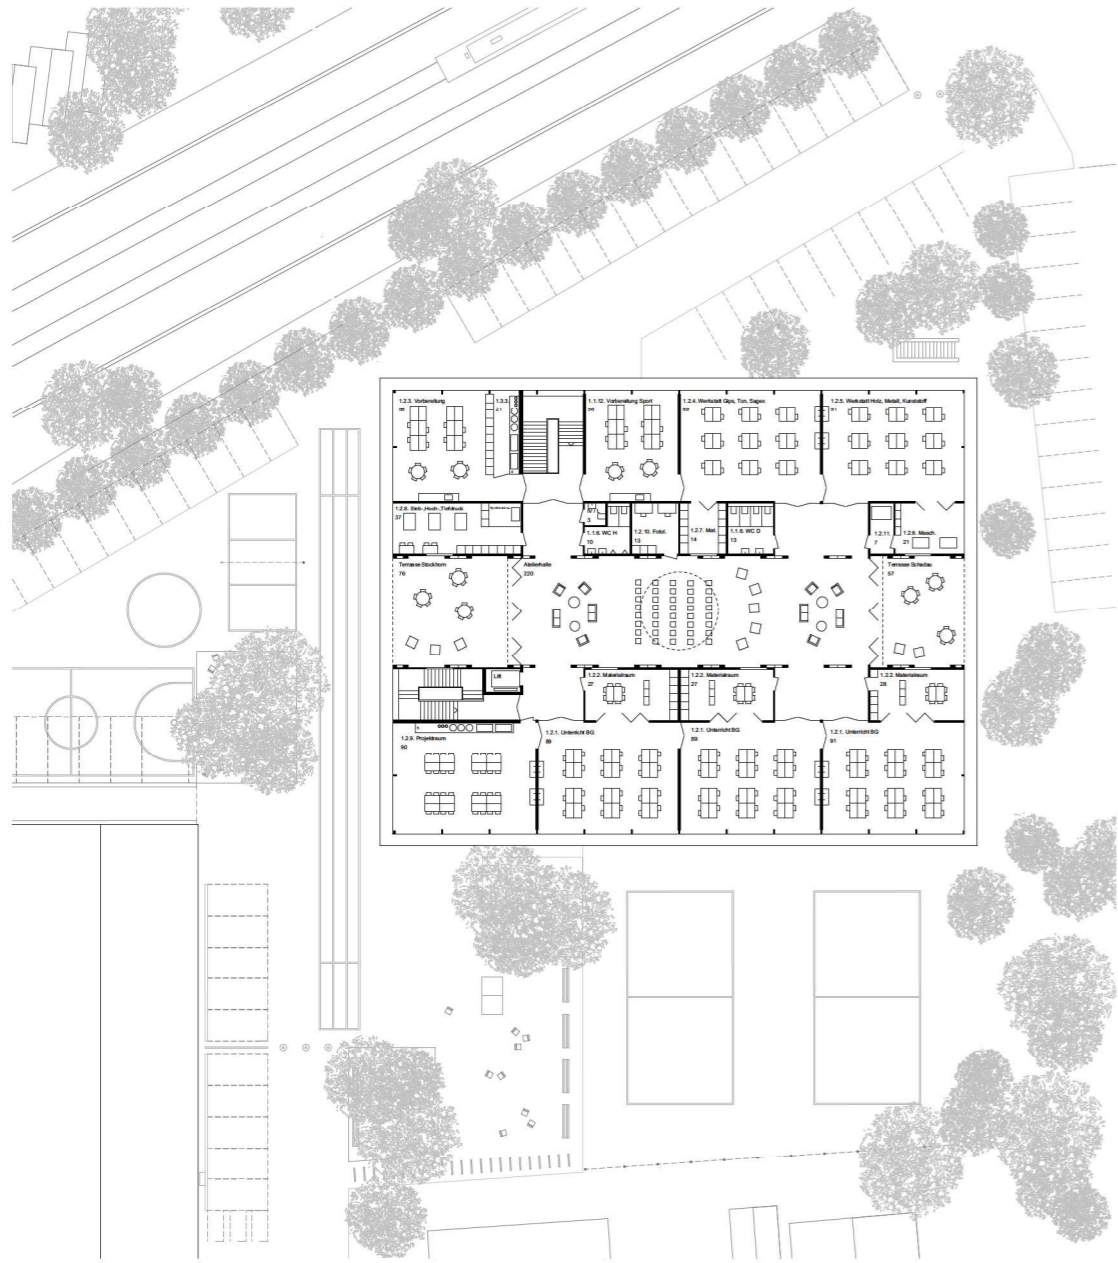 1.2.3. Vorbereitung
1.3.3.
1.1.12. Vorbereitung Sport
1.2.4. Werkstatt Gips, Ton, Sagex
1.2.5. Werkstatt Holz, Metall, Kunststoff
1.2.8. Sieb-,Hoch-,Tiefdruck
37
3
1.1.6. WC H
10
1.2.10. Fotol.
13
1.2.7. Mat.
14
1.1.6. WC D
13
1.2.11.
7
1.2.6. Masch.
21
Terrasse Stockhorn
76
Atelierhalle
220
Terrasse Schadau
57
Lift
1.2.2. Materialraum
27
1.2.2. Materialraum
27
1.2.2. Materialraum
28
1.2.9. Projektraum
90
1.2.1. Unterricht BG
89
1.2.1. Unterricht BG
89
1.2.1. Unterricht BG
91